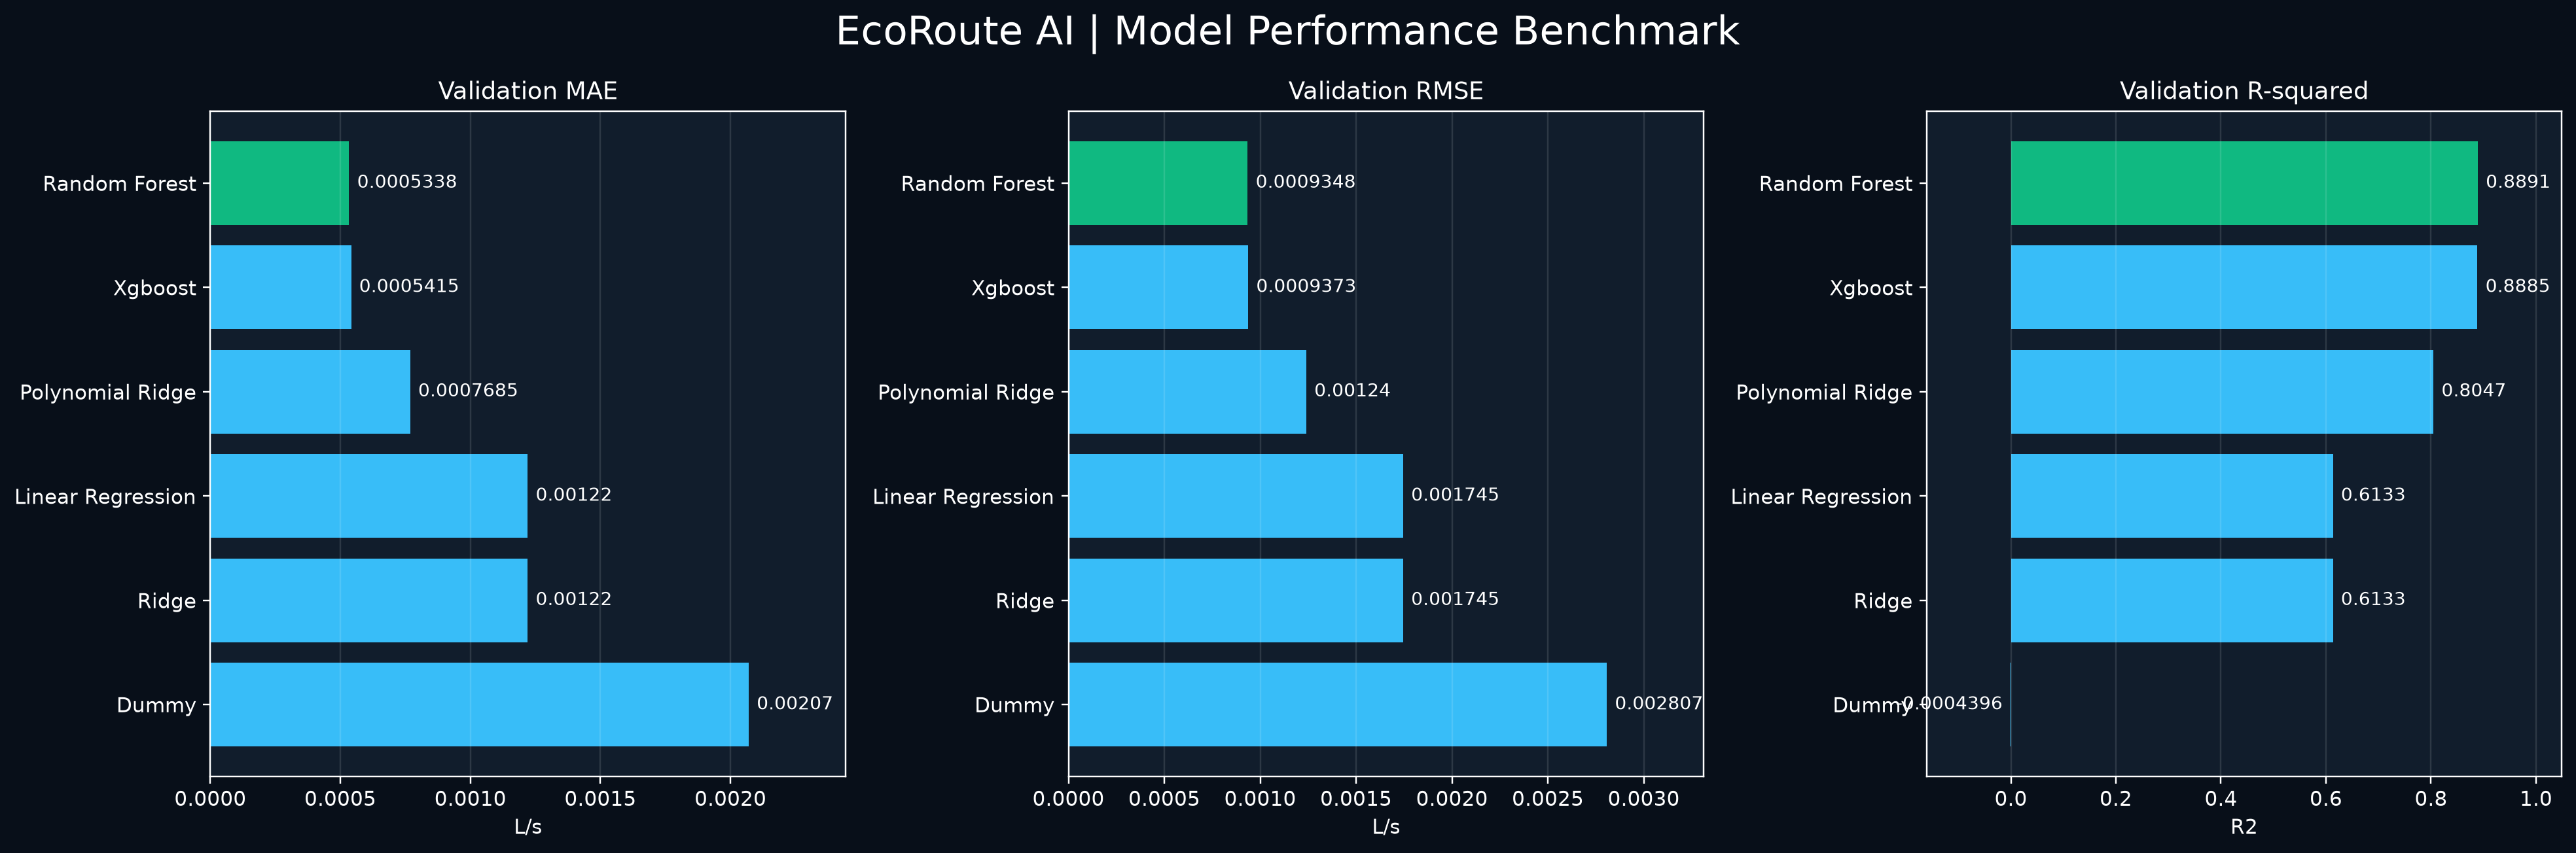 EcoRoute AI | Model Performance Benchmark
Validation MAE
Random Forest
0.0005338
Xgboost
0.0005415
Polynomial Ridge
0.0007685
Linear Regression
0.00122
Ridge
0.00122
Dummy
0.00207
0.0000 0.0005 0.0010 0.0015 0.0020
L/s
Validation RMSE
Random Forest
0.0009348
Xgboost
0.0009373
Polynomial Ridge
0.00124
Linear Regression
0.001745
Ridge
0.001745
Dummy
0.002807
0.0000 0.0005 0.0010 0.0015 0.0020 0.0025 0.0030
L/s
Validation R-squared
Random Forest
0.8891
Xgboost
0.8885
Polynomial Ridge
0.8047
Linear Regression
0.6133
Ridge
0.6133
Dummy
-0.0004396
0.0 0.2 0.4 0.6 0.8 1.0
R2